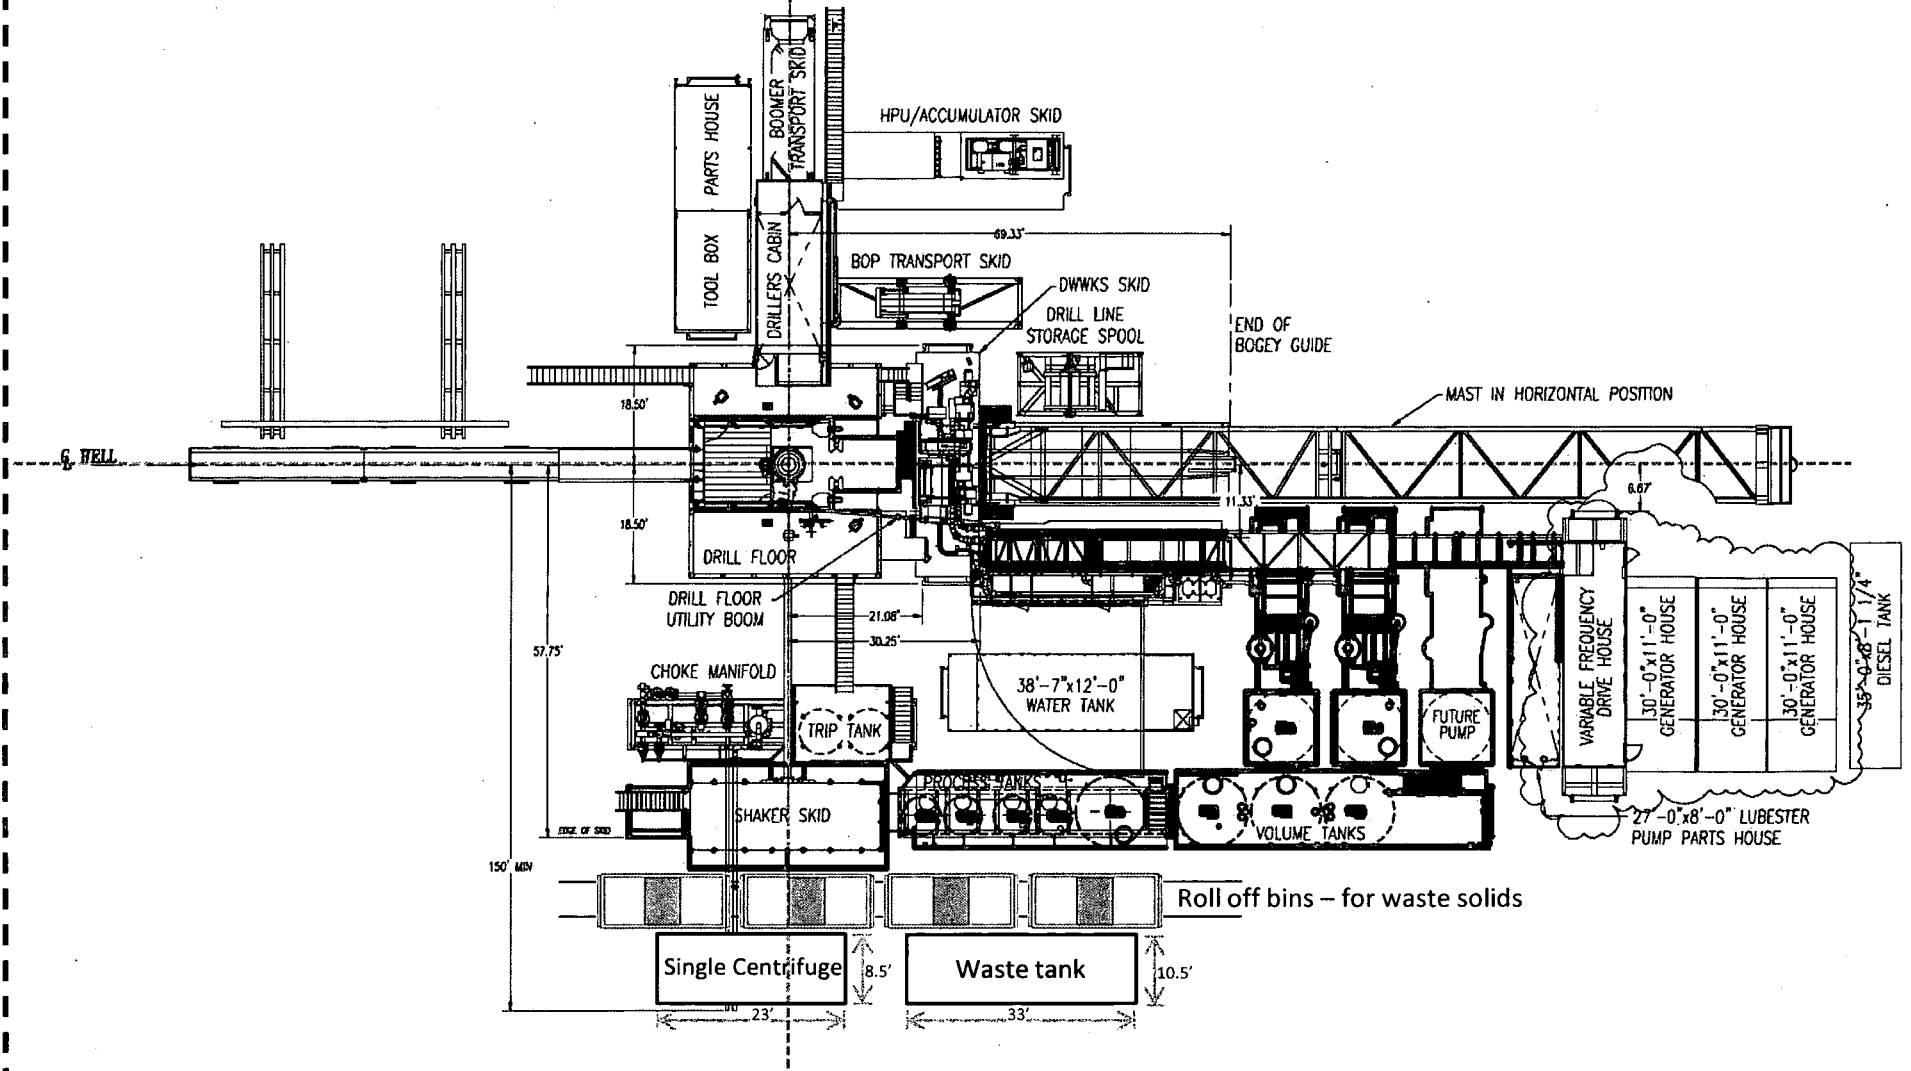 BOOMER
TRANSPORT SKID
PARTS HOUSE
HPU/ACCUMULATOR SKID
TOOL BOX
DRILLERS CABIN
69.33'
BOP TRANSPORT SKID
DWWKS SKID
DRILL LINE
STORAGE SPOOL
END OF
BOGEY GUIDE
MAST IN HORIZONTAL POSITION
18.50'
℄ WELL
6.67'
11.33'
18.50'
DRILL FLOOR
DRILL FLOOR
UTILITY BOOM
21.08'
30.25'
57.75'
CHOKE MANIFOLD
38'-7"x12'-0"
WATER TANK
TRIP TANK
FUTURE
PUMP
VARIABLE FREQUENCY
DRIVE HOUSE
30'-0"x11'-0"
GENERATOR HOUSE
30'-0"x11'-0"
GENERATOR HOUSE
30'-0"x11'-0"
GENERATOR HOUSE
35'-0"x8'-1 1/4"
DIESEL TANK
PROCESS TANKS
SHAKER SKID
VOLUME TANKS
EDGE OF SKID
27'-0"x8'-0" LUBESTER
PUMP PARTS HOUSE
150' MIN
Roll off bins – for waste solids
Single Centrifuge
8.5'
Waste tank
10.5'
23'
33'